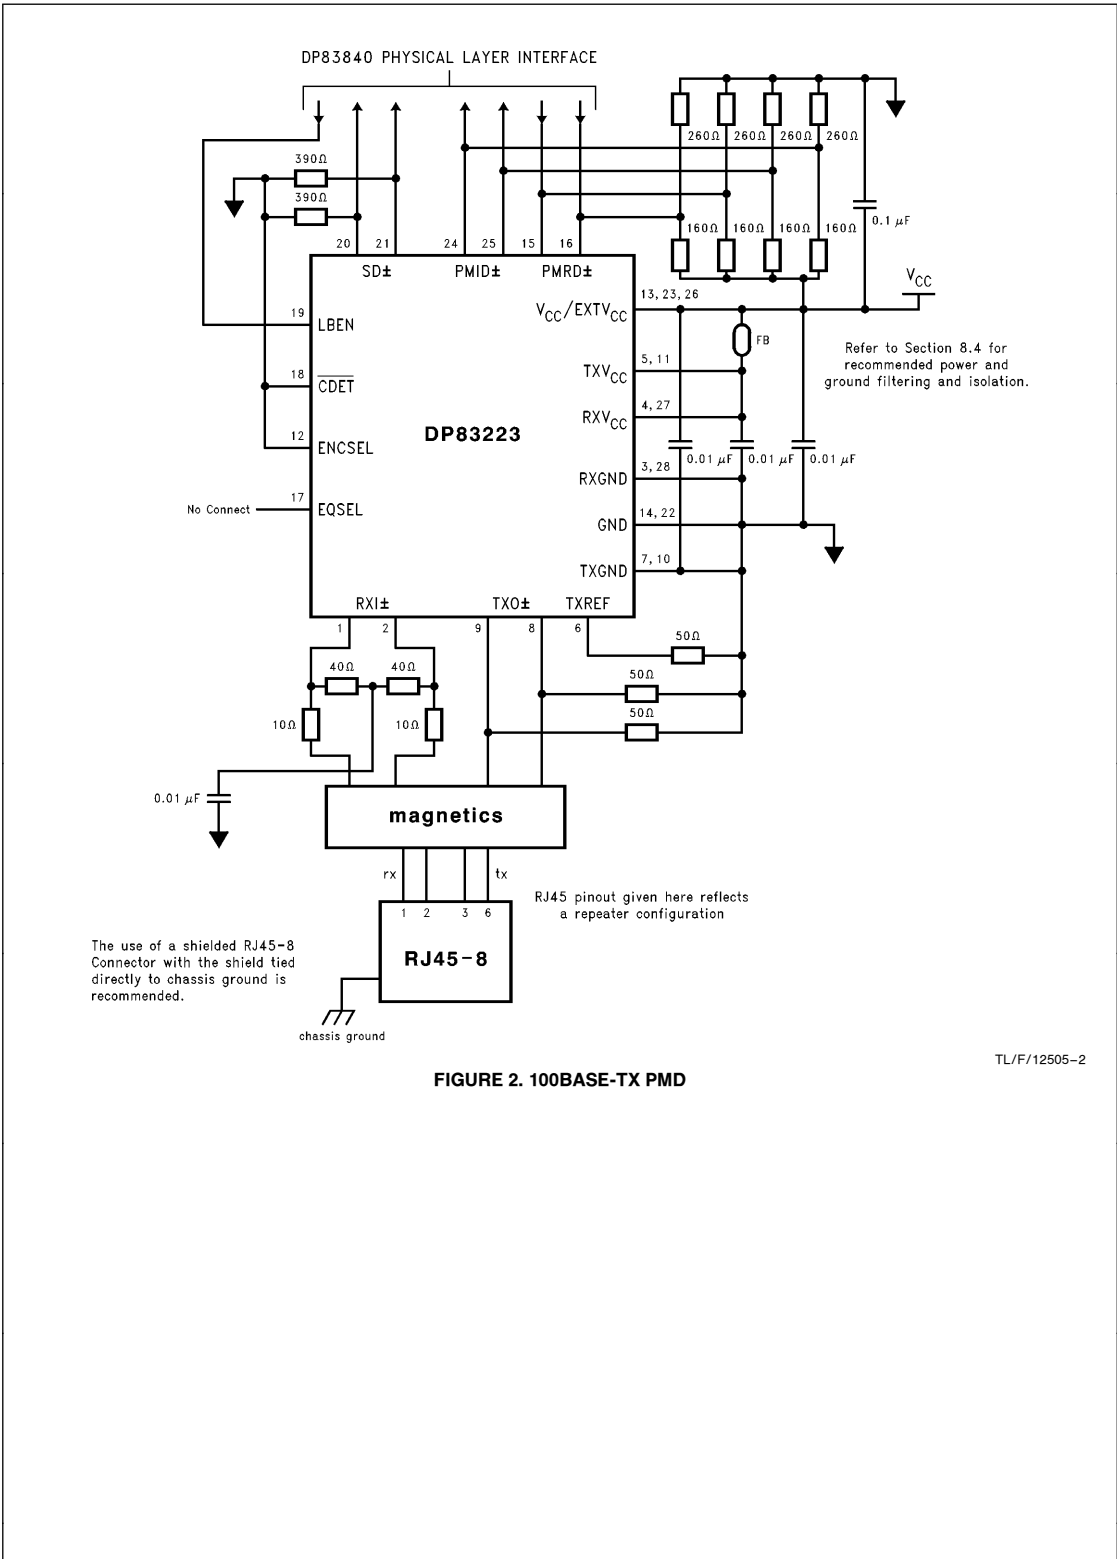 DP83840 PHYSICAL LAYER INTERFACE
260Ω 260Ω 260Ω 260Ω
390Ω
390Ω
160Ω 160Ω 160Ω 160Ω
0.1 μF
20 21 24 25 15 16
SD± PMID± PMRD±
V_CC
13, 23, 26
V_CC/EXTV_CC
19 LBEN
FB
Refer to Section 8.4 for
recommended power and
ground filtering and isolation.
5, 11
TXV_CC
18 CDET
4, 27
RXV_CC
DP83223
12 ENCSEL
0.01 μF 0.01 μF 0.01 μF
3, 28
RXGND
No Connect 17 EQSEL
14, 22
GND
7, 10
TXGND
RXI± TXO± TXREF
1 2 9 8 6
50Ω
40Ω 40Ω
50Ω
10Ω 10Ω
50Ω
0.01 μF
magnetics
rx tx
RJ45 pinout given here reflects
a repeater configuration
1 2 3 6
RJ45-8
The use of a shielded RJ45-8
Connector with the shield tied
directly to chassis ground is
recommended.
chassis ground
TL/F/12505-2
FIGURE 2. 100BASE-TX PMD